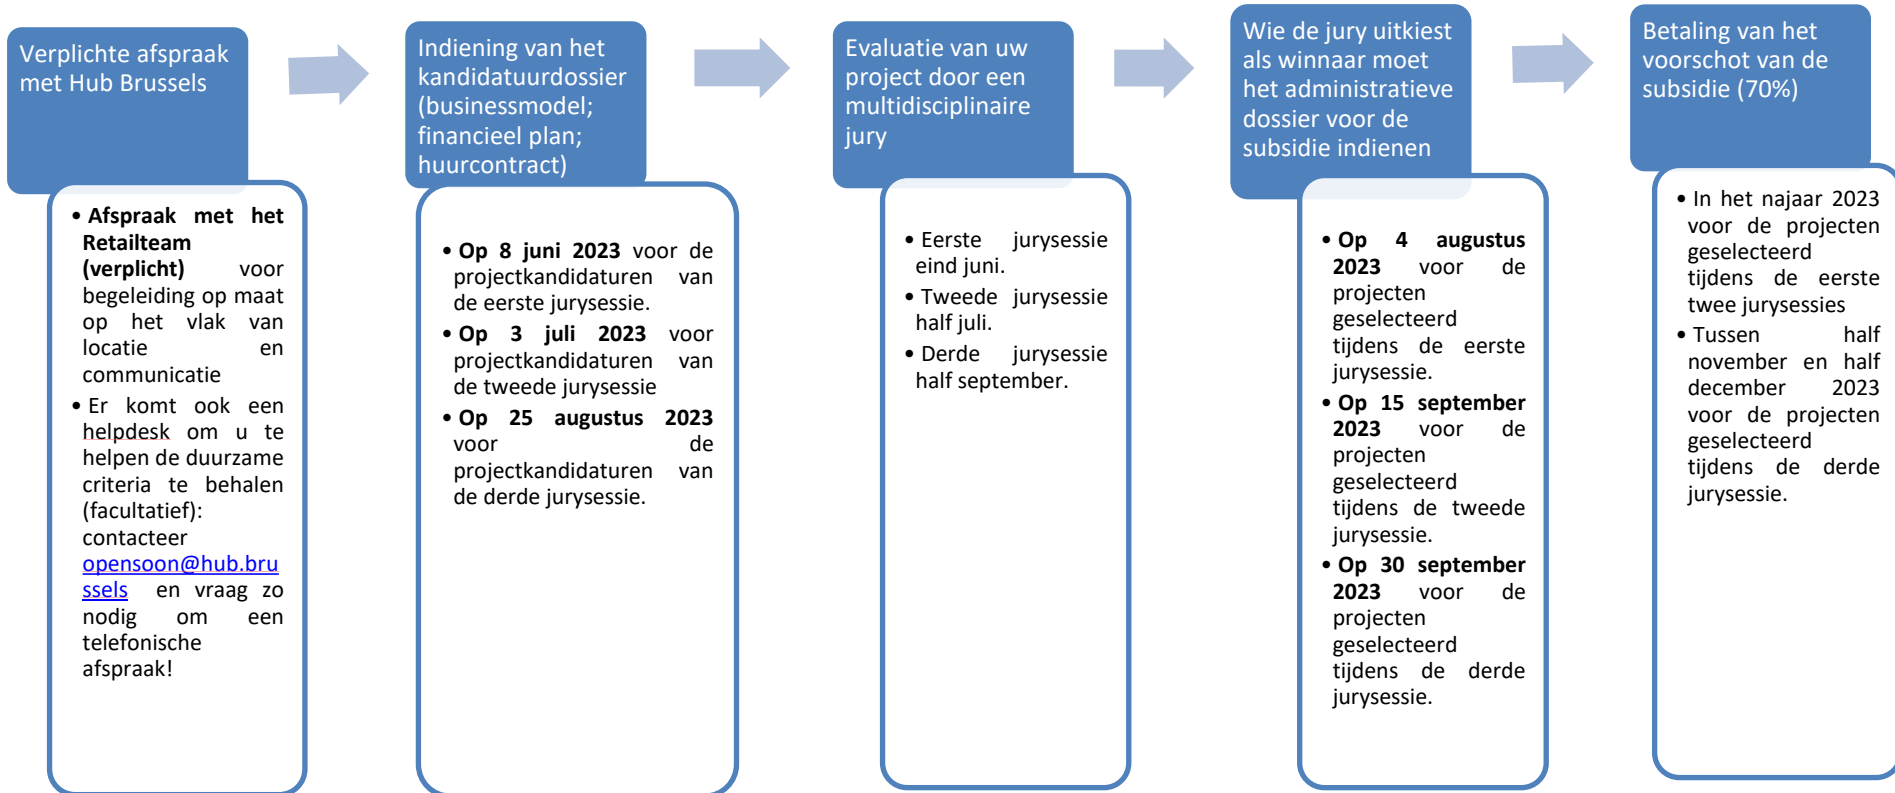 Verplichte afspraak
met Hub Brussels
• Afspraak met het
Retailteam
(verplicht) voor
begeleiding op maat
op het vlak van
locatie en
communicatie
• Er komt ook een
helpdesk om u te
helpen de duurzame
criteria te behalen
(facultatief):
contacteer
opensoon@hub.bru
ssels en vraag zo
nodig om een
telefonische
afspraak!
Indiening van het
kandidatuurdossier
(businessmodel;
financieel plan;
huurcontract)
• Op 8 juni 2023 voor de
projectkandidaturen van
de eerste jurysessie.
• Op 3 juli 2023 voor
projectkandidaturen van
de tweede jurysessie
• Op 25 augustus 2023
voor de
projectkandidaturen van
de derde jurysessie.
Evaluatie van uw
project door een
multidisciplinaire
jury
• Eerste jurysessie
eind juni.
• Tweede jurysessie
half juli.
• Derde jurysessie
half september.
Wie de jury uitkiest
als winnaar moet
het administratieve
dossier voor de
subsidie indienen
• Op 4 augustus
2023 voor de
projecten
geselecteerd
tijdens de eerste
jurysessie.
• Op 15 september
2023 voor de
projecten
geselecteerd
tijdens de tweede
jurysessie.
• Op 30 september
2023 voor de
projecten
geselecteerd
tijdens de derde
jurysessie.
Betaling van het
voorschot van de
subsidie (70%)
• In het najaar 2023
voor de projecten
geselecteerd
tijdens de eerste
twee jurysessies
• Tussen half
november en half
december 2023
voor de projecten
geselecteerd
tijdens de derde
jurysessie.